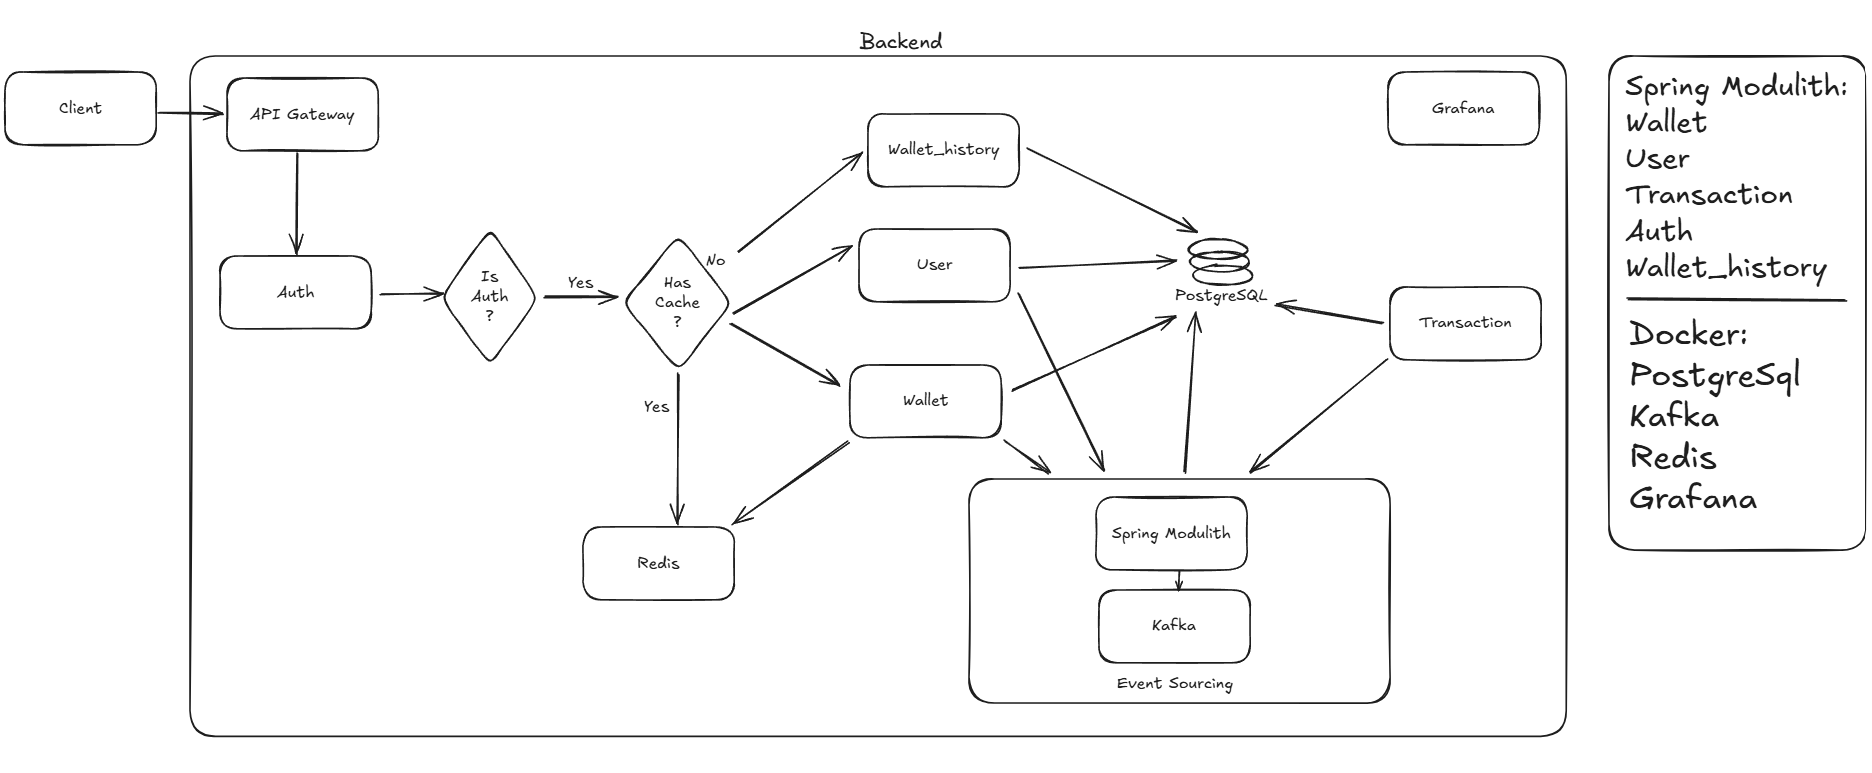 Backend
Client
API Gateway
Auth
Is
Auth
?
Yes
Has
Cache
?
No
Yes
Wallet_history
User
Wallet
Redis
PostgreSQL
Grafana
Transaction
Spring Modulith
Kafka
Event Sourcing
Spring Modulith:
Wallet
User
Transaction
Auth
Wallet_history
Docker:
PostgreSql
Kafka
Redis
Grafana